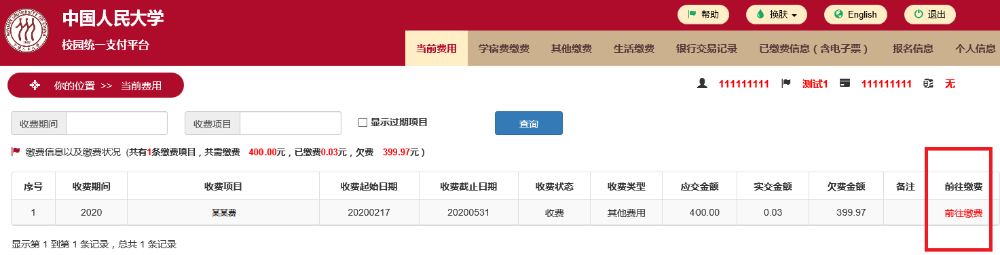 中国人民大学
校园统一支付平台
帮助 换肤 English 退出
当前费用 学宿费缴费 其他缴费 生活缴费 银行交易记录 已缴费信息（含电子票） 报名信息 个人信息
你的位置 >> 当前费用
111111111 测试1 111111111 无
收费期间 收费项目 显示过期项目 查询
缴费信息以及缴费状况 (共有1条缴费项目，共需缴费 400.00元，已缴费0.03元，欠费 399.97元）
序号 收费期间 收费项目 收费起始日期 收费截止日期 收费状态 收费类型 应交金额 实交金额 欠费金额 备注 前往缴费
1 2020 某某费 20200217 20200531 收费 其他费用 400.00 0.03 399.97 前往缴费
显示第 1 到第 1 条记录，总共 1 条记录